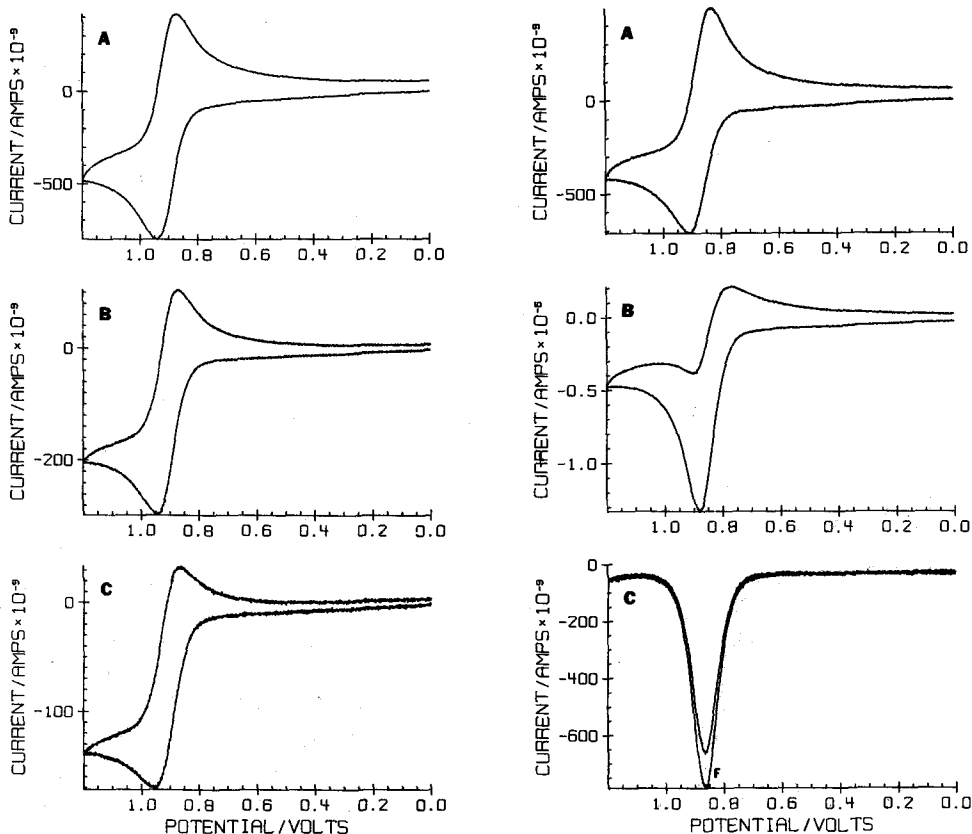 A
CURRENT/AMPS×10⁻⁹
0
-500
1.0 0.8 0.6 0.4 0.2 0.0
B
CURRENT/AMPS×10⁻⁹
0
-200
1.0 0.8 0.6 0.4 0.2 0.0
C
CURRENT/AMPS×10⁻⁹
0
-100
1.0 0.8 0.6 0.4 0.2 0.0
POTENTIAL/VOLTS
A
CURRENT/AMPS×10⁻⁹
0
-500
1.0 0.8 0.6 0.4 0.2 0.0
B
CURRENT/AMPS×10⁻⁶
0.0
-0.5
-1.0
1.0 0.8 0.6 0.4 0.2 0.0
C
CURRENT/AMPS×10⁻⁹
0
-200
-400
-600
F
1.0 0.8 0.6 0.4 0.2 0.0
POTENTIAL/VOLTS